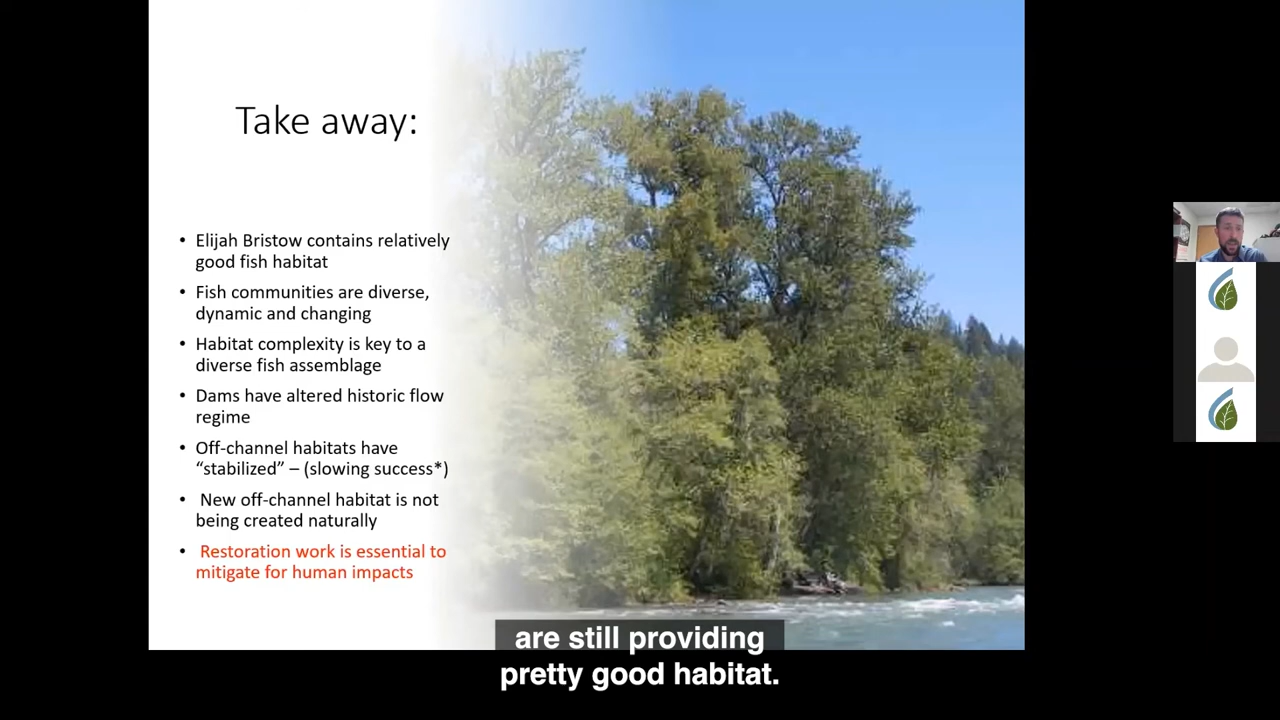 Take away:
• Elijah Bristow contains relatively
good fish habitat
• Fish communities are diverse,
dynamic and changing
• Habitat complexity is key to a
diverse fish assemblage
• Dams have altered historic flow
regime
• Off-channel habitats have
“stabilized” – (slowing success*)
• New off-channel habitat is not
being created naturally
• Restoration work is essential to
mitigate for human impacts
are still providing
pretty good habitat.